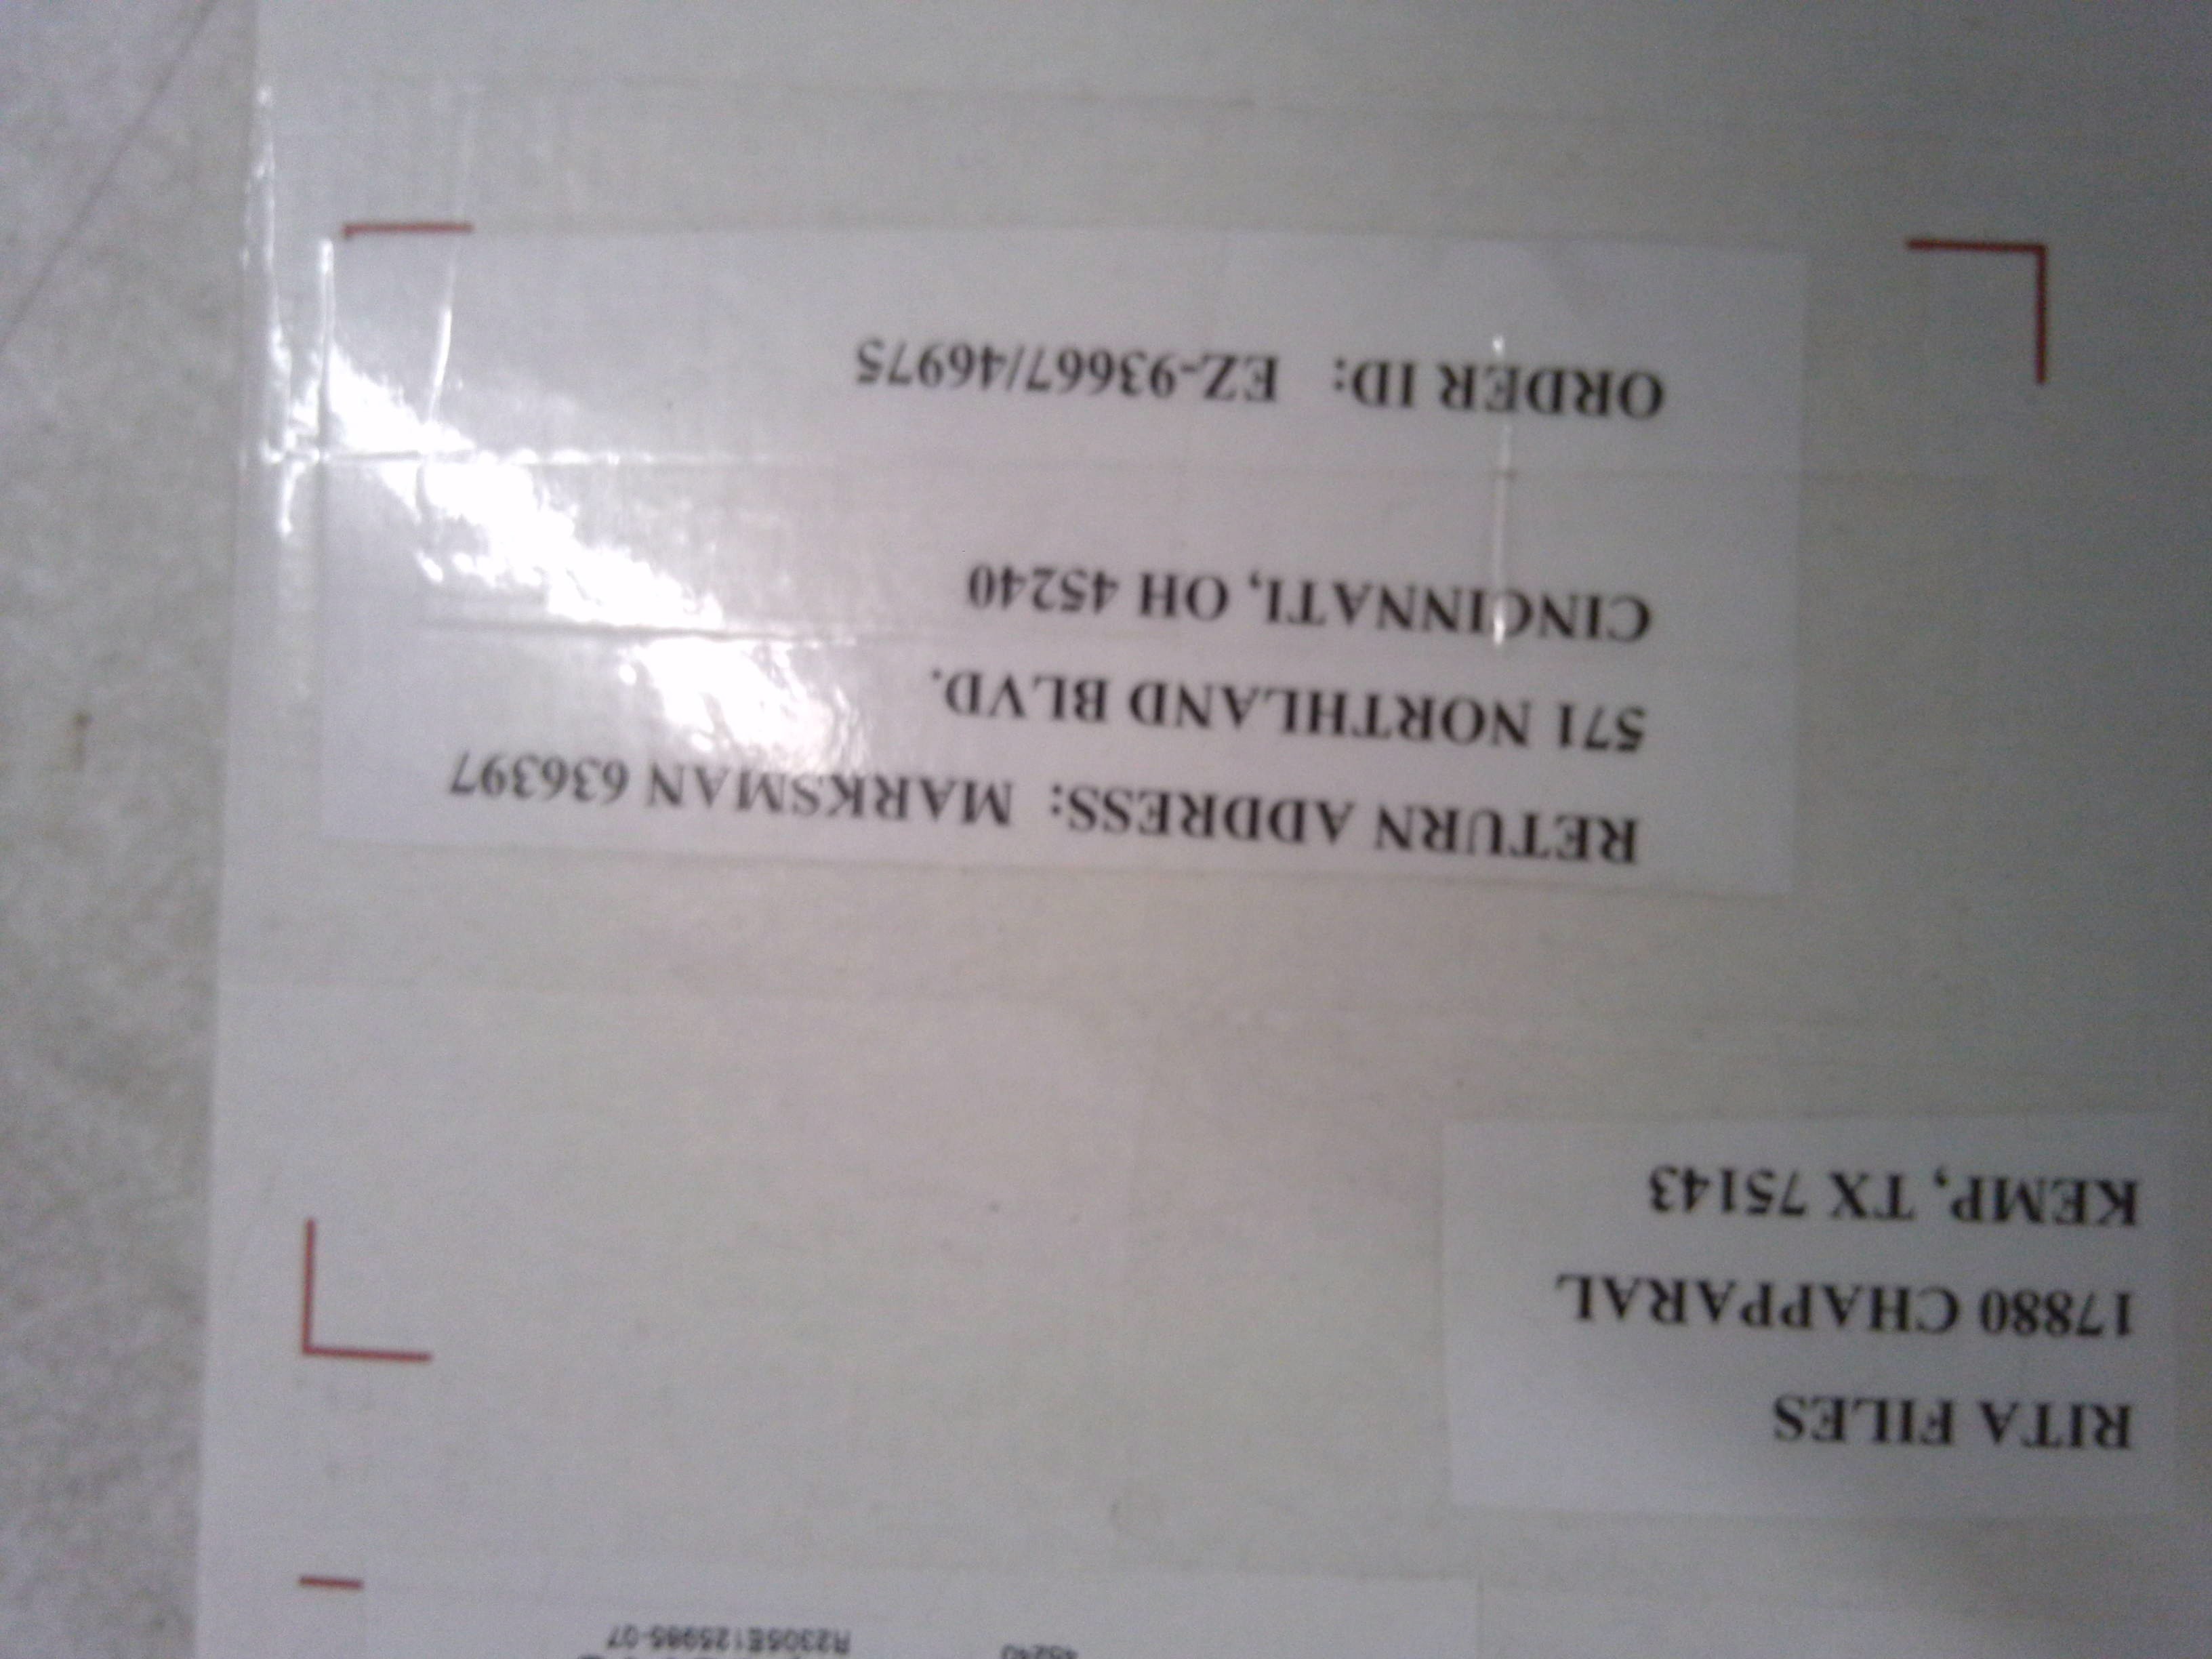 45240
R2305E125985-07
RITA FILES
17880 CHAPPARAL
KEMP, TX 75143
RETURN ADDRESS: MARKSMAN 636397
571 NORTHLAND BLVD.
CINCINNATI, OH 45240
ORDER ID: EZ-93667/46975